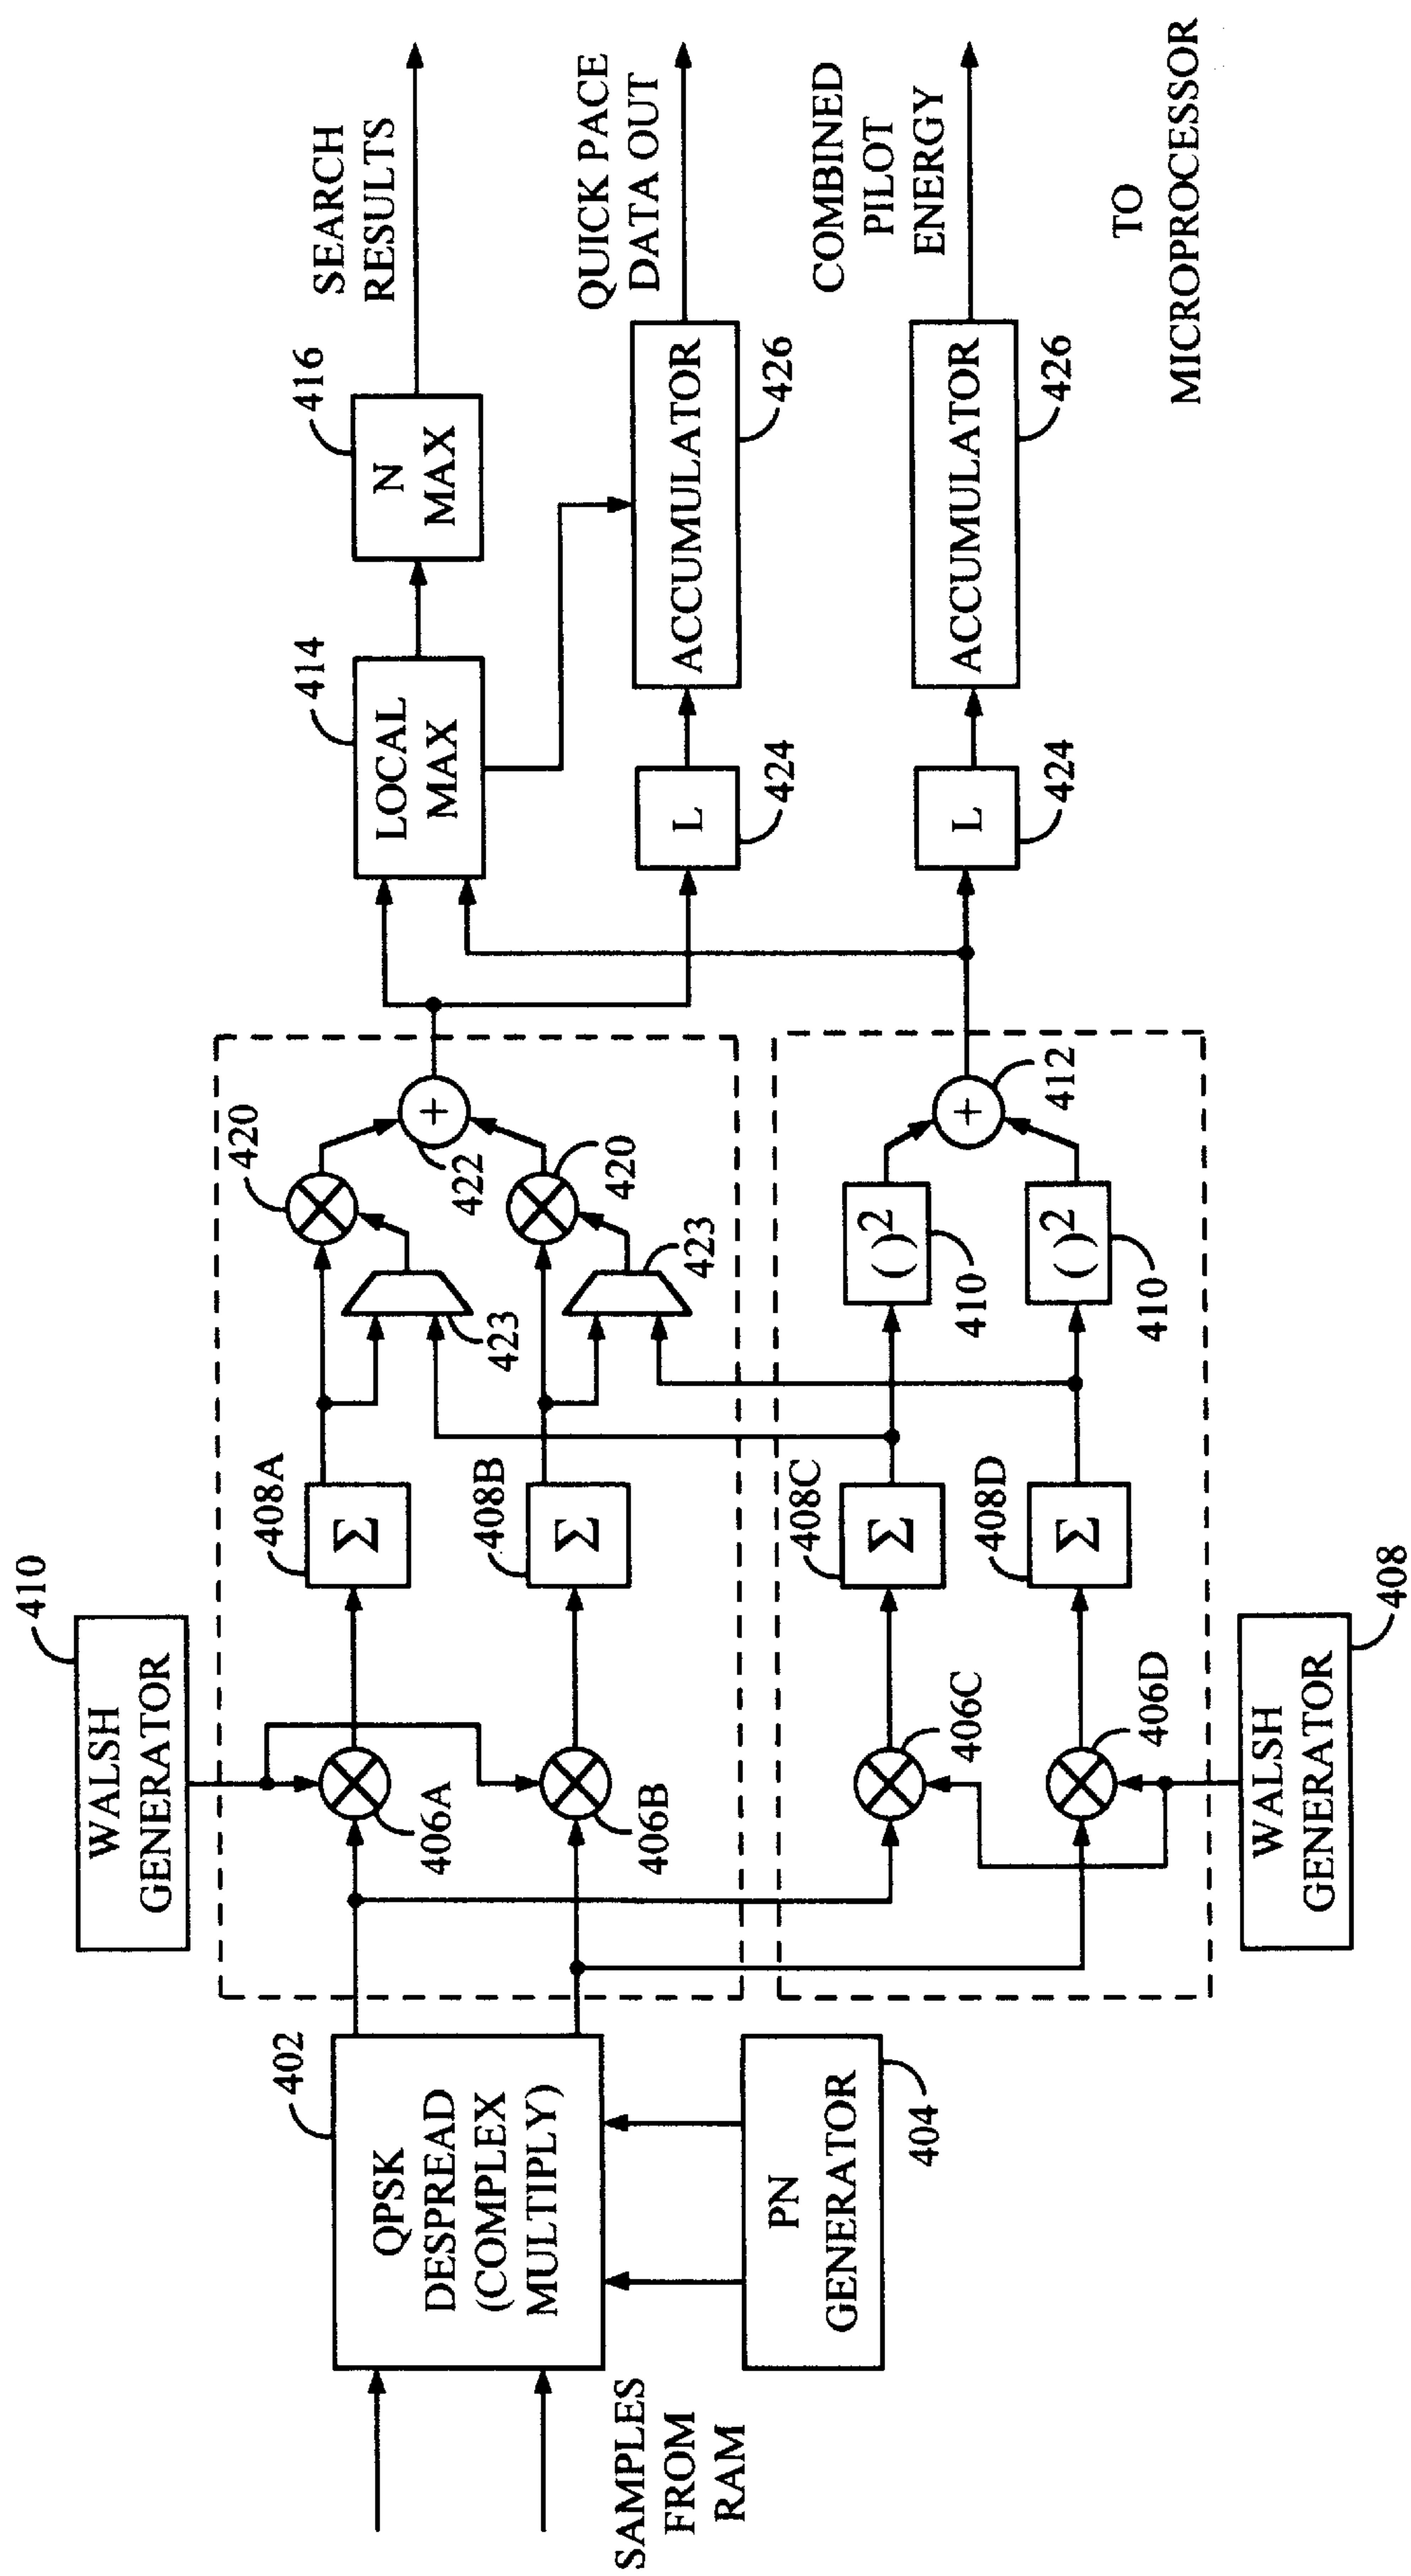 SAMPLES
FROM
RAM
402
QPSK
DESPREAD
(COMPLEX
MULTIPLY)
PN
GENERATOR
404
410
WALSH
GENERATOR
406A
406B
406C
406D
WALSH
GENERATOR
408
408A
Σ
408B
Σ
408C
Σ
408D
Σ
423
423
420
420
+
422
( )2
410
( )2
410
+
412
414
LOCAL
MAX
L
424
L
424
416
N
MAX
ACCUMULATOR
426
ACCUMULATOR
426
SEARCH
RESULTS
QUICK PACE
DATA OUT
COMBINED
PILOT
ENERGY
TO
MICROPROCESSOR